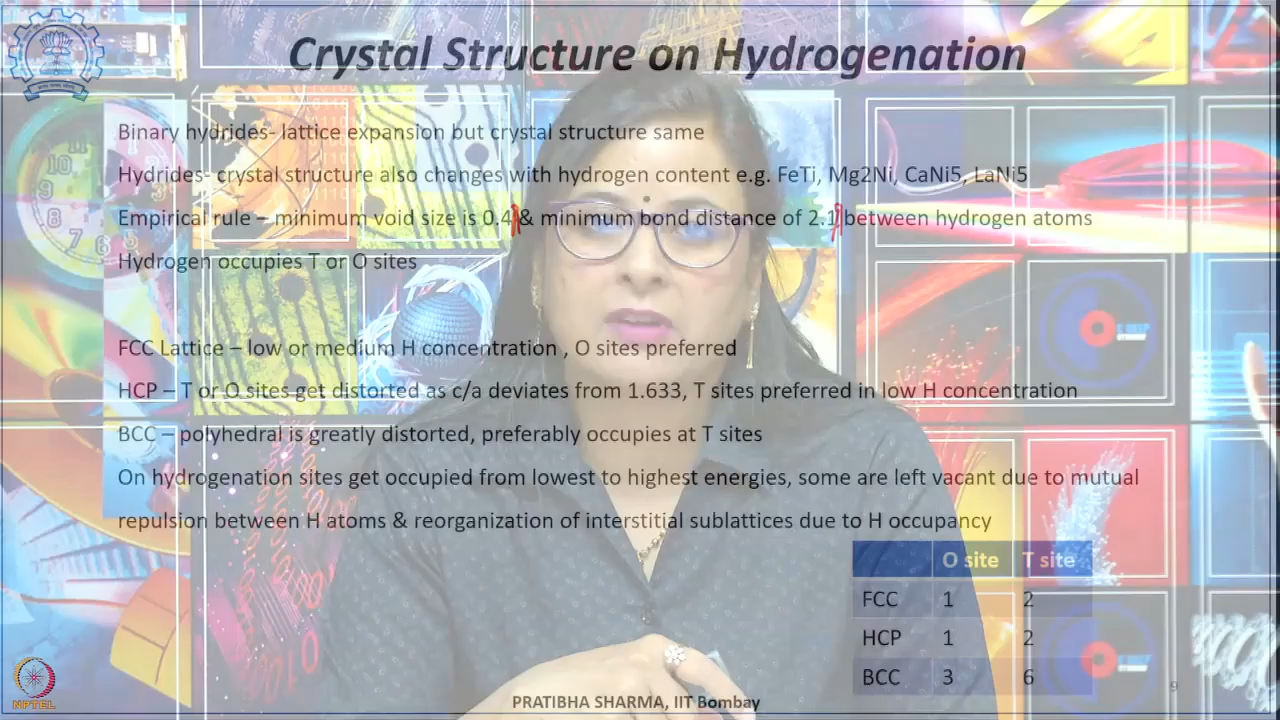 Crystal Structure on Hydrogenation
Binary hydrides- lattice expansion but crystal structure same
Hydrides- crystal structure also changes with hydrogen content e.g. FeTi, Mg2Ni, CaNi5, LaNi5
Empirical rule – minimum void size is 0.4 & minimum bond distance of 2.1 between hydrogen atoms
Hydrogen occupies T or O sites
FCC Lattice – low or medium H concentration , O sites preferred
HCP – T or O sites get distorted as c/a deviates from 1.633, T sites preferred in low H concentration
BCC – polyhedral is greatly distorted, preferably occupies at T sites
On hydrogenation sites get occupied from lowest to highest energies, some are left vacant due to mutual
repulsion between H atoms & reorganization of interstitial sublattices due to H occupancy
O site T site
FCC 1 2
HCP 1 2
BCC 3 6
PRATIBHA SHARMA, IIT Bombay
9
NPTEL